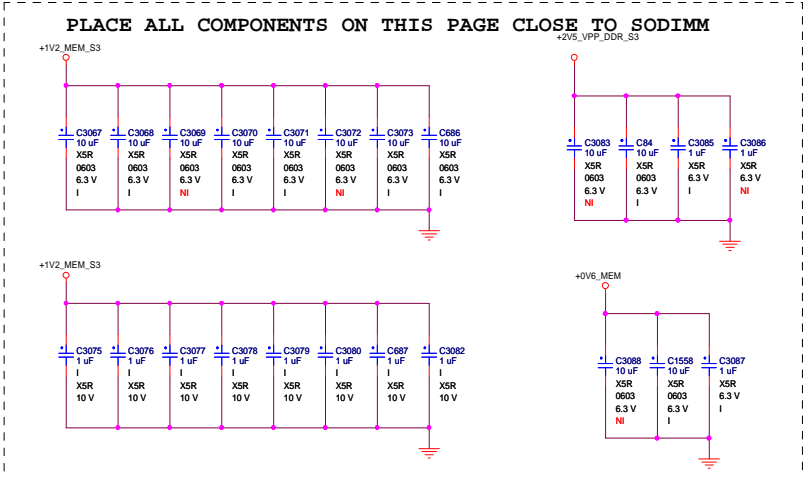 PLACE ALL COMPONENTS ON THIS PAGE CLOSE TO SODIMM
+1V2_MEM_S3
C3067
10 uF
X5R
0603
6.3 V
I
C3068
10 uF
X5R
0603
6.3 V
I
C3069
10 uF
X5R
0603
6.3 V
NI
C3070
10 uF
X5R
0603
6.3 V
I
C3071
10 uF
X5R
0603
6.3 V
I
C3072
10 uF
X5R
0603
6.3 V
NI
C3073
10 uF
X5R
0603
6.3 V
I
C686
10 uF
X5R
0603
6.3 V
I
+2V5_VPP_DDR_S3
C3083
10 uF
X5R
0603
6.3 V
NI
C84
10 uF
X5R
0603
6.3 V
I
C3085
1 uF
X5R
6.3 V
I
C3086
1 uF
X5R
6.3 V
NI
+1V2_MEM_S3
C3075
1 uF
I
X5R
10 V
C3076
1 uF
I
X5R
10 V
C3077
1 uF
I
X5R
10 V
C3078
1 uF
I
X5R
10 V
C3079
1 uF
I
X5R
10 V
C3080
1 uF
I
X5R
10 V
C687
1 uF
I
X5R
10 V
C3082
1 uF
I
X5R
10 V
+0V6_MEM
C3088
10 uF
X5R
0603
6.3 V
NI
C1558
10 uF
X5R
0603
6.3 V
I
C3087
1 uF
X5R
6.3 V
I